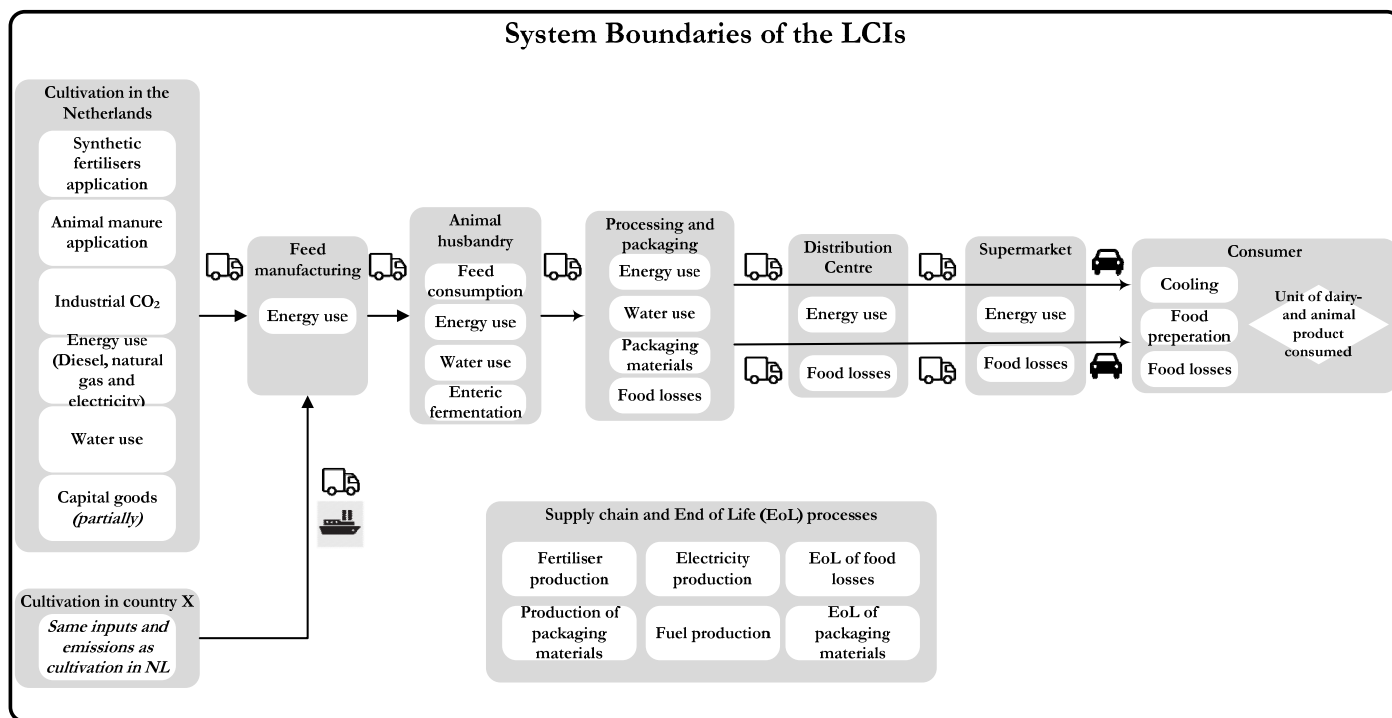 System Boundaries of the LCIs
Cultivation in the
Netherlands
Synthetic
fertilisers
application
Animal manure
application
Industrial CO₂
Energy use
(Diesel, natural
gas and
electricity)
Water use
Capital goods
(partially)
Cultivation in country X
Same inputs and
emissions as
cultivation in NL
Feed
manufacturing
Energy use
Animal
husbandry
Feed
consumption
Energy use
Water use
Enteric
fermentation
Processing and
packaging
Energy use
Water use
Packaging
materials
Food losses
Distribution
Centre
Energy use
Food losses
Supermarket
Energy use
Food losses
Consumer
Cooling
Food
preperation
Food losses
Unit of dairy-
and animal
product
consumed
Supply chain and End of Life (EoL) processes
Fertiliser
production
Electricity
production
EoL of food
losses
Production of
packaging
materials
Fuel production
EoL of
packaging
materials